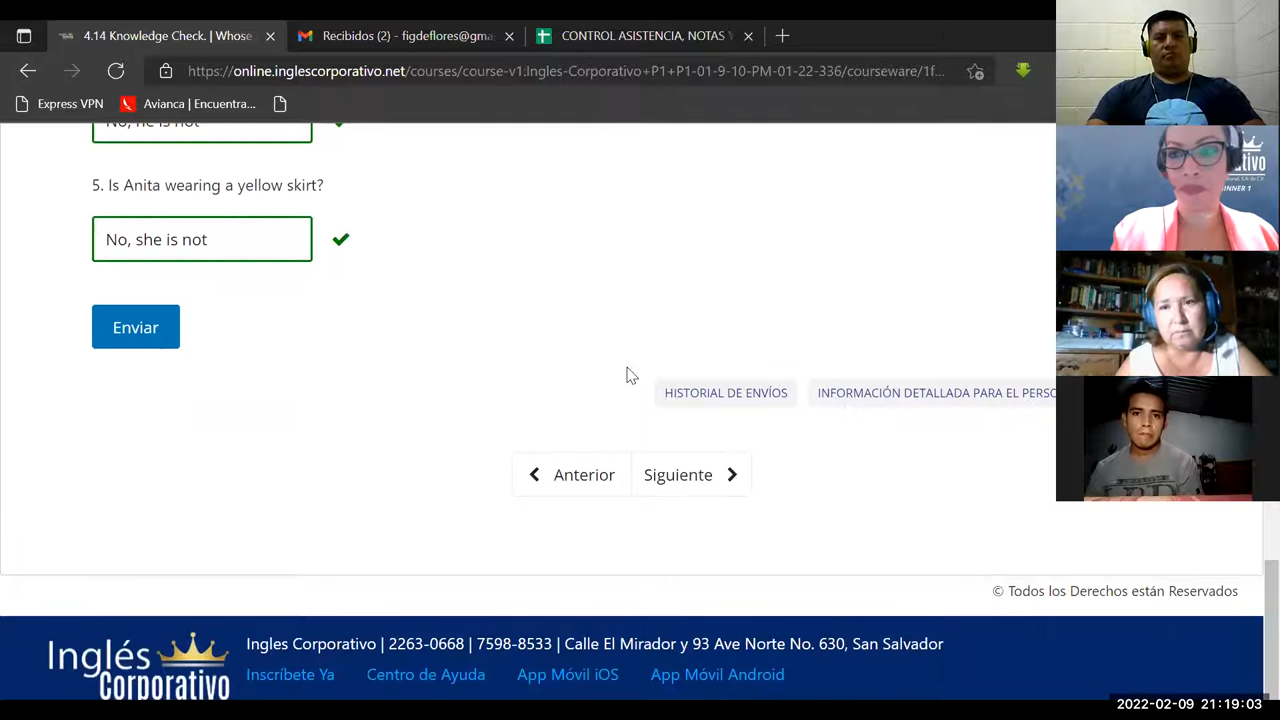 4.14 Knowledge Check. | Whose
Recibidos (2) - figdeflores@gma
CONTROL ASISTENCIA, NOTAS Y
https://online.inglescorporativo.net/courses/course-v1:Ingles-Corporativo+P1+P1-01-9-10-PM-01-22-336/courseware/1f...
Express VPN
Avianca | Encuentra...
No, he is not
5. Is Anita wearing a yellow skirt?
No, she is not
Enviar
HISTORIAL DE ENVÍOS
INFORMACIÓN DETALLADA PARA EL PERSO
Anterior
Siguiente
© Todos los Derechos están Reservados
Inglés
Corporativo
Ingles Corporativo | 2263-0668 | 7598-8533 | Calle El Mirador y 93 Ave Norte No. 630, San Salvador
Inscríbete Ya
Centro de Ayuda
App Móvil iOS
App Móvil Android
2022-02-09 21:19:03